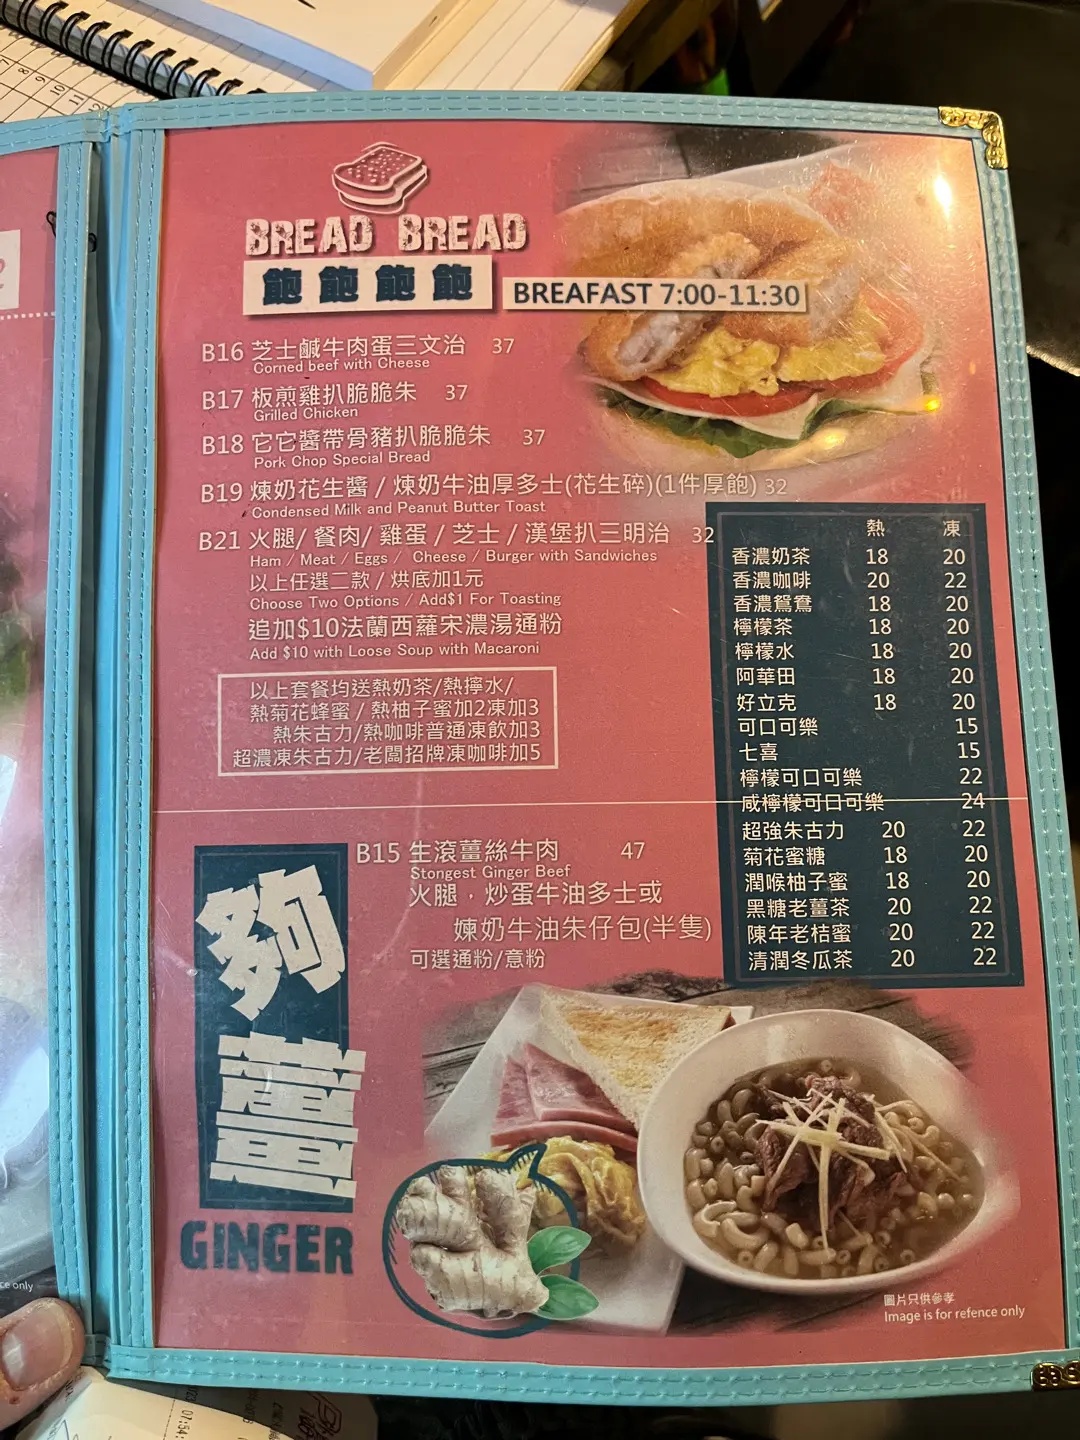 BREAD BREAD
飽飽飽飽
BREAFAST 7:00-11:30
B16 芝士鹹牛肉蛋三文治 37
Corned beef with Cheese
B17 板煎雞扒脆脆朱 37
Grilled Chicken
B18 它它醬帶骨豬扒脆脆朱 37
Pork Chop Special Bread
B19 煉奶花生醬 / 煉奶牛油厚多士(花生碎)(1件厚飽) 32
Condensed Milk and Peanut Butter Toast
B21 火腿/ 餐肉/ 雞蛋 / 芝士 / 漢堡扒三明治 32
Ham / Meat / Eggs / Cheese / Burger with Sandwiches
以上任選二款 / 烘底加1元
Choose Two Options / Add$1 For Toasting
追加$10法蘭西蘿宋濃湯通粉
Add $10 with Loose Soup with Macaroni
以上套餐均送熱奶茶/熱擰水/
熱菊花蜂蜜 / 熱柚子蜜加2凍加3
熱朱古力/熱咖啡普通凍飲加3
超濃凍朱古力/老闆招牌凍咖啡加5
熱 凍
香濃奶茶 18 20
香濃咖啡 20 22
香濃鴛鴦 18 20
檸檬茶 18 20
檸檬水 18 20
阿華田 18 20
好立克 18 20
可口可樂 15
七喜 15
檸檬可口可樂 22
咸檸檬可口可樂 24
超強朱古力 20 22
菊花蜜糖 18 20
潤喉柚子蜜 18 20
黑糖老薑茶 20 22
陳年老桔蜜 20 22
清潤冬瓜茶 20 22
夠薑
GINGER
B15 生滾薑絲牛肉 47
Stongest Ginger Beef
火腿，炒蛋牛油多士或
媡奶牛油朱仔包(半隻)
可選通粉/意粉
圖片只供參孝
Image is for refence only
ce only
7 8 9 10 11 12
07:54: